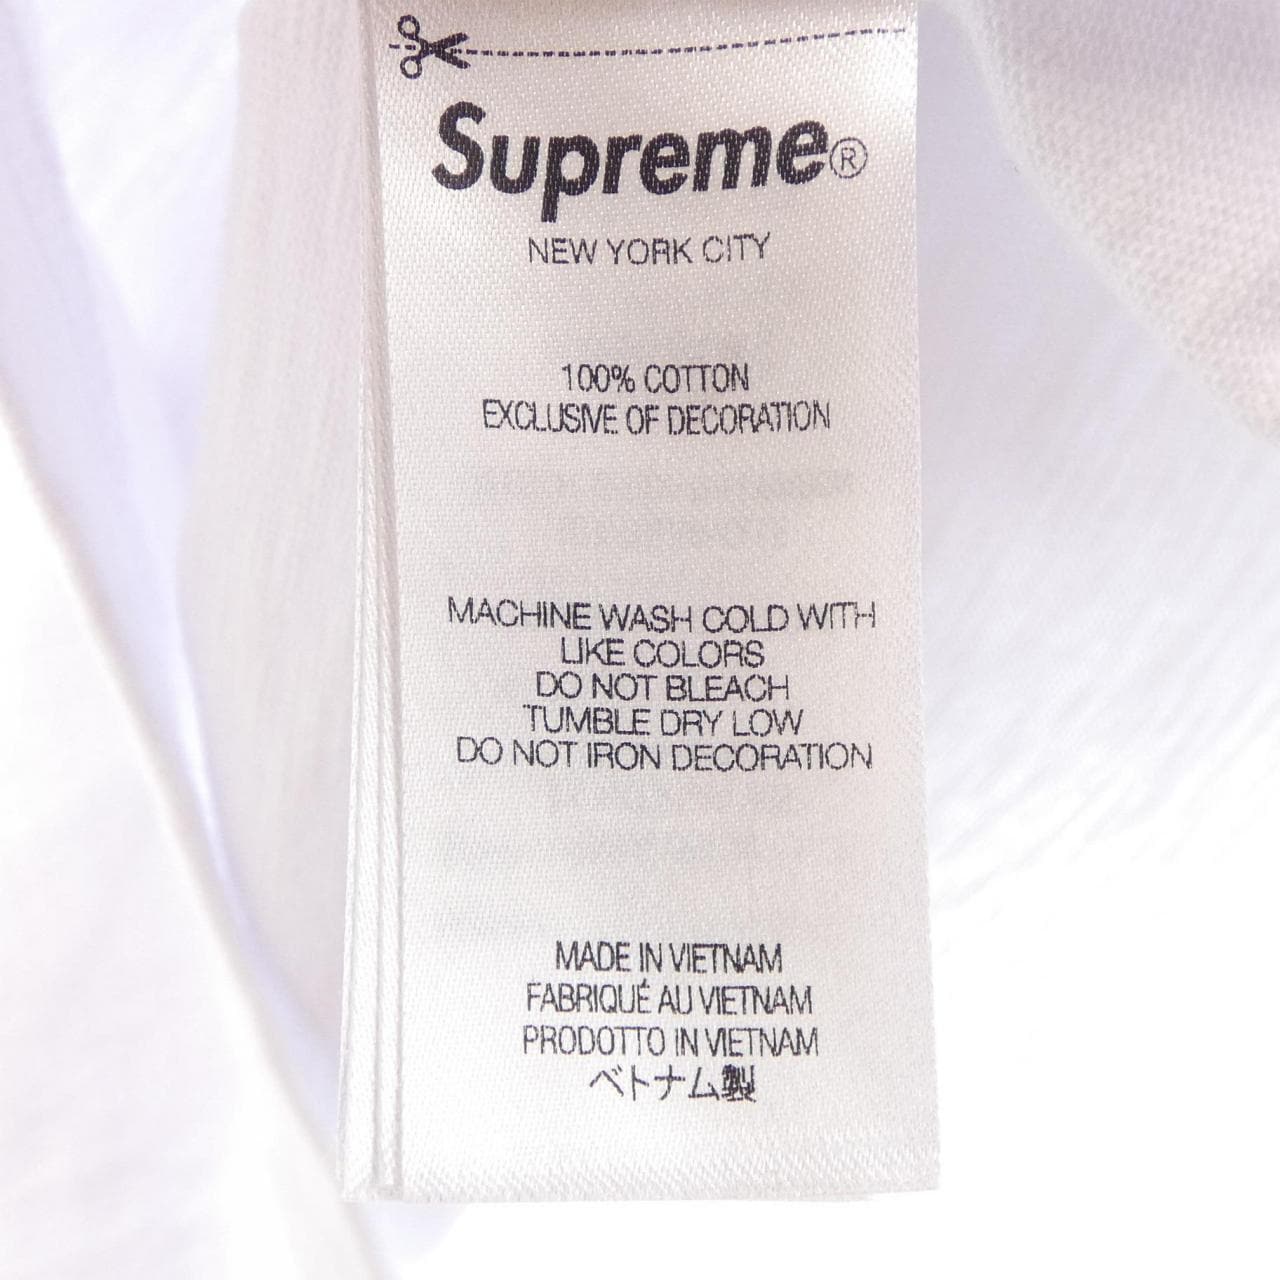 Supreme®
NEW YORK CITY
100% COTTON
EXCLUSIVE OF DECORATION
MACHINE WASH COLD WITH
LIKE COLORS
DO NOT BLEACH
TUMBLE DRY LOW
DO NOT IRON DECORATION
MADE IN VIETNAM
FABRIQUÉ AU VIETNAM
PRODOTTO IN VIETNAM
ベトナム製